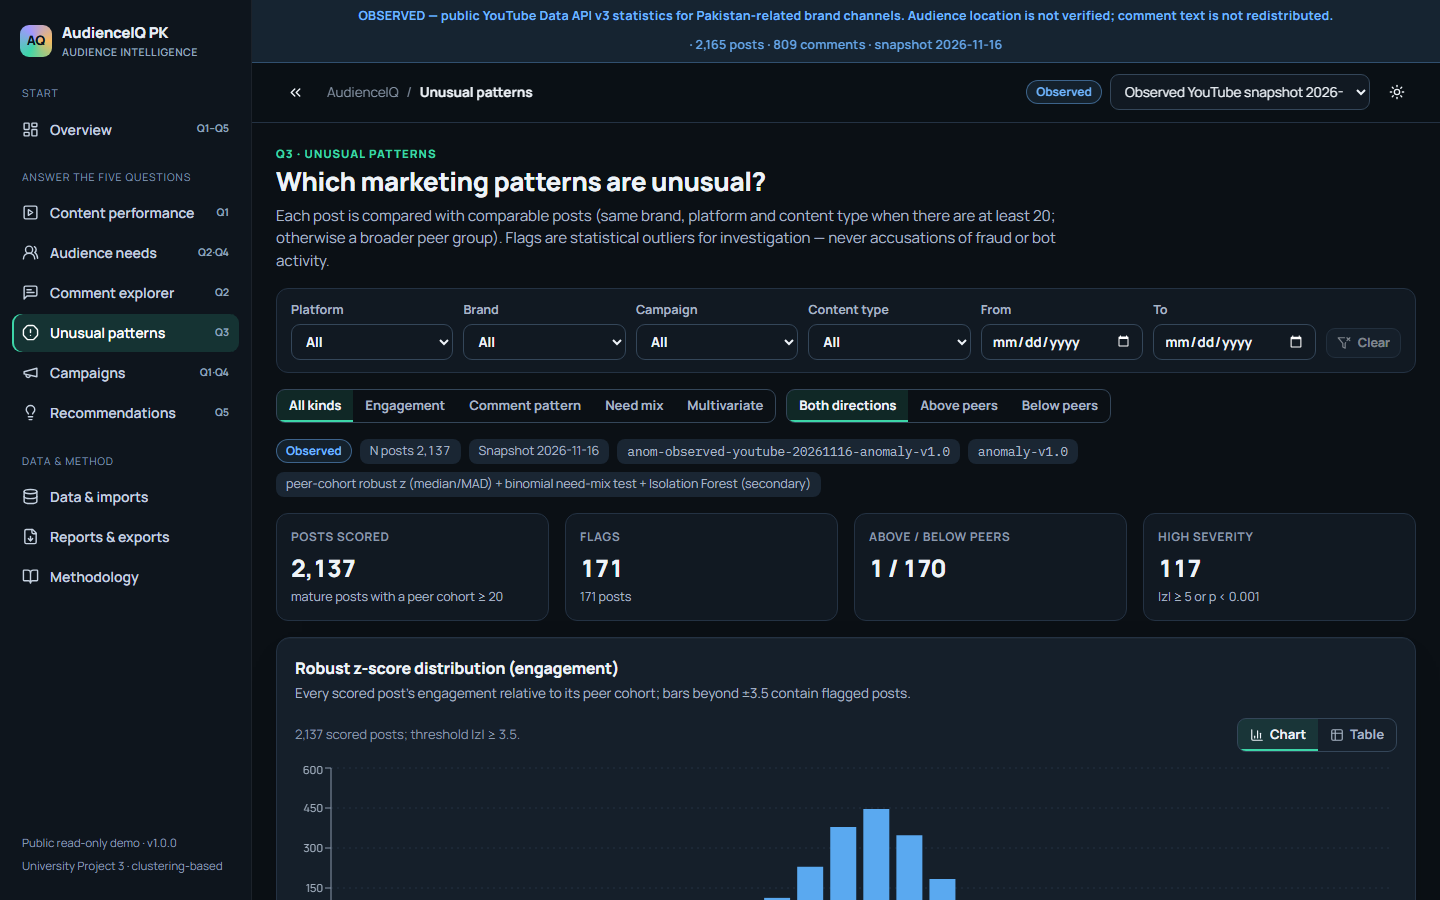 AQ
AudienceIQ PK
AUDIENCE INTELLIGENCE
START
Overview Q1–Q5
ANSWER THE FIVE QUESTIONS
Content performance Q1
Audience needs Q2·Q4
Comment explorer Q2
Unusual patterns Q3
Campaigns Q1·Q4
Recommendations Q5
DATA & METHOD
Data & imports
Reports & exports
Methodology
Public read-only demo · v1.0.0
University Project 3 · clustering-based
OBSERVED — public YouTube Data API v3 statistics for Pakistan-related brand channels. Audience location is not verified; comment text is not redistributed.
· 2,165 posts · 809 comments · snapshot 2026-11-16
AudienceIQ / Unusual patterns
Observed
Observed YouTube snapshot 2026-
Q3 · UNUSUAL PATTERNS
Which marketing patterns are unusual?
Each post is compared with comparable posts (same brand, platform and content type when there are at least 20;
otherwise a broader peer group). Flags are statistical outliers for investigation — never accusations of fraud or bot
activity.
Platform Brand Campaign Content type From To
All All All All mm/dd/yyyy mm/dd/yyyy Clear
All kinds Engagement Comment pattern Need mix Multivariate Both directions Above peers Below peers
Observed N posts 2,137 Snapshot 2026-11-16 anom-observed-youtube-20261116-anomaly-v1.0 anomaly-v1.0
peer-cohort robust z (median/MAD) + binomial need-mix test + Isolation Forest (secondary)
POSTS SCORED
2,137
mature posts with a peer cohort ≥ 20
FLAGS
171
171 posts
ABOVE / BELOW PEERS
1 / 170
HIGH SEVERITY
117
|z| ≥ 5 or p < 0.001
Robust z-score distribution (engagement)
Every scored post's engagement relative to its peer cohort; bars beyond ±3.5 contain flagged posts.
2,137 scored posts; threshold |z| ≥ 3.5.
Chart Table
600
450
300
150